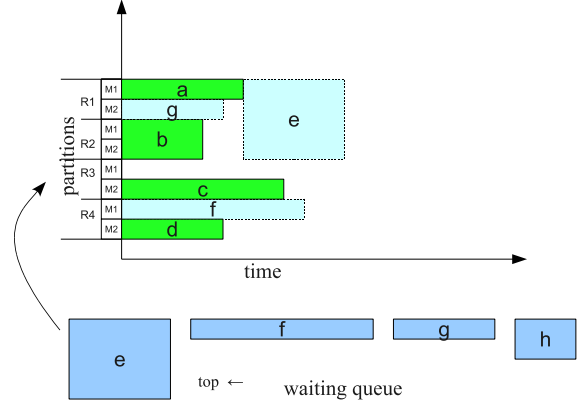 partitions
R1
M1
a
M2
g
e
R2
M1
b
M2
R3
M1
M2
c
R4
M1
f
M2
d
time
e
f
g
h
top ←
waiting queue